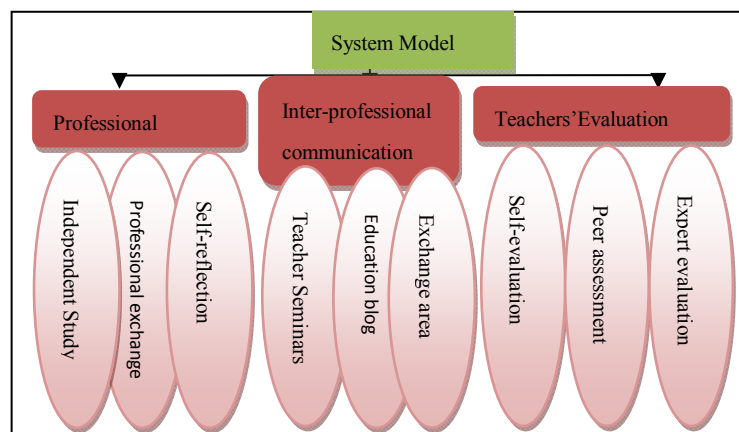 System Model
Professional
Inter-professional
communication
Teachers’Evaluation
Independent Study
Professional exchange
Self-reflection
Teacher Seminars
Education blog
Exchange area
Self-evaluation
Peer assessment
Expert evaluation